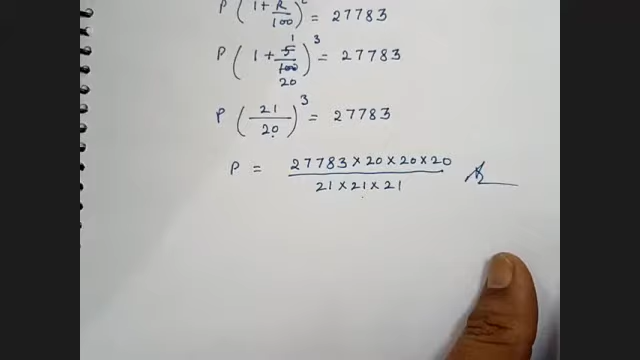 P(1+R/100)^t = 27783
P(1+5/100)^3 = 27783
1
20
P(21/20)^3 = 27783
P = 27783×20×20×20 / 21×21×21